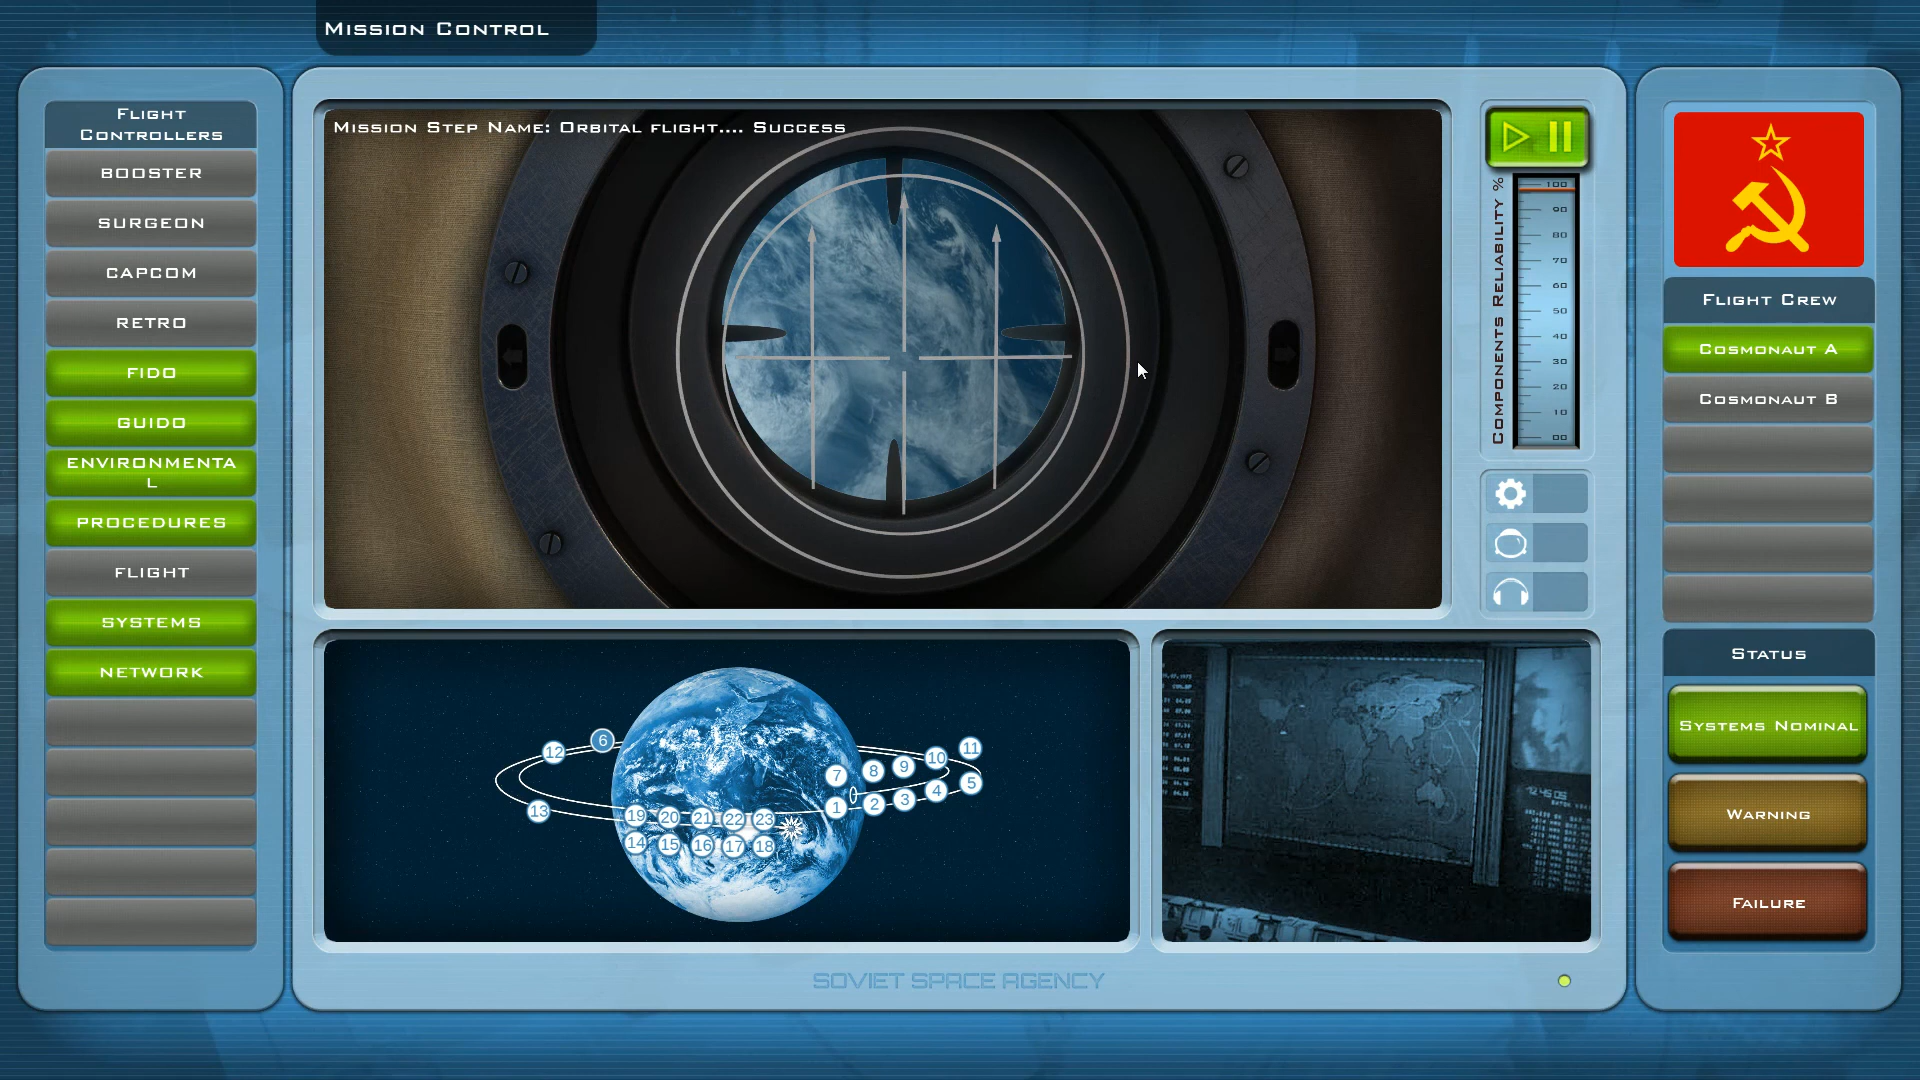 Mission Control
Flight
Controllers
BOOSTER
SURGEON
CAPCOM
RETRO
FIDO
GUIDO
ENVIRONMENTA
L
PROCEDURES
FLIGHT
SYSTEMS
NETWORK
Mission Step Name: Orbital flight.... Success
Components Reliability %
100
90
80
70
60
50
40
30
20
10
00
12
6
13
7
8
9
10
11
1
2
3
4
5
19
20
21
22
23
14
15
16
17
18
SOVIET SPACE AGENCY
Flight Crew
Cosmonaut A
Cosmonaut B
Status
Systems Nominal
Warning
Failure